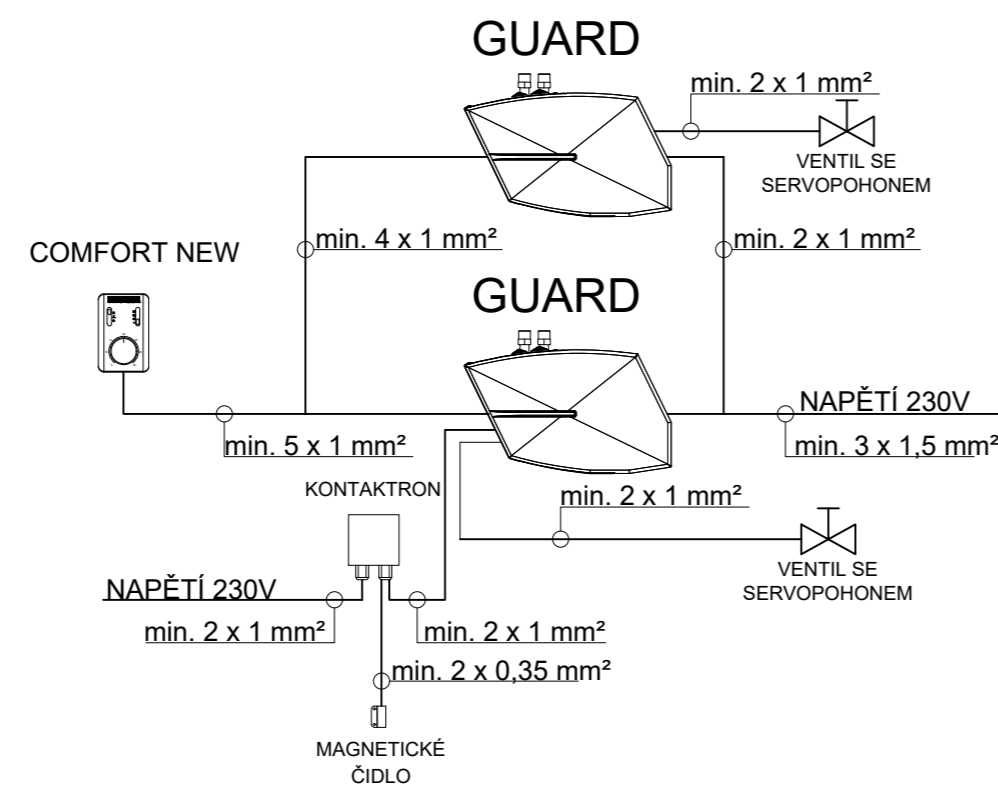 GUARD
min. 2 x 1 mm²
VENTIL SE
SERVOPOHONEM
min. 4 x 1 mm²
min. 2 x 1 mm²
COMFORT NEW
GUARD
NAPĚTÍ 230V
min. 5 x 1 mm²
min. 3 x 1,5 mm²
KONTAKTRON
min. 2 x 1 mm²
VENTIL SE
SERVOPOHONEM
NAPĚTÍ 230V
min. 2 x 1 mm²
min. 2 x 1 mm²
min. 2 x 0,35 mm²
MAGNETICKÉ
ČIDLO